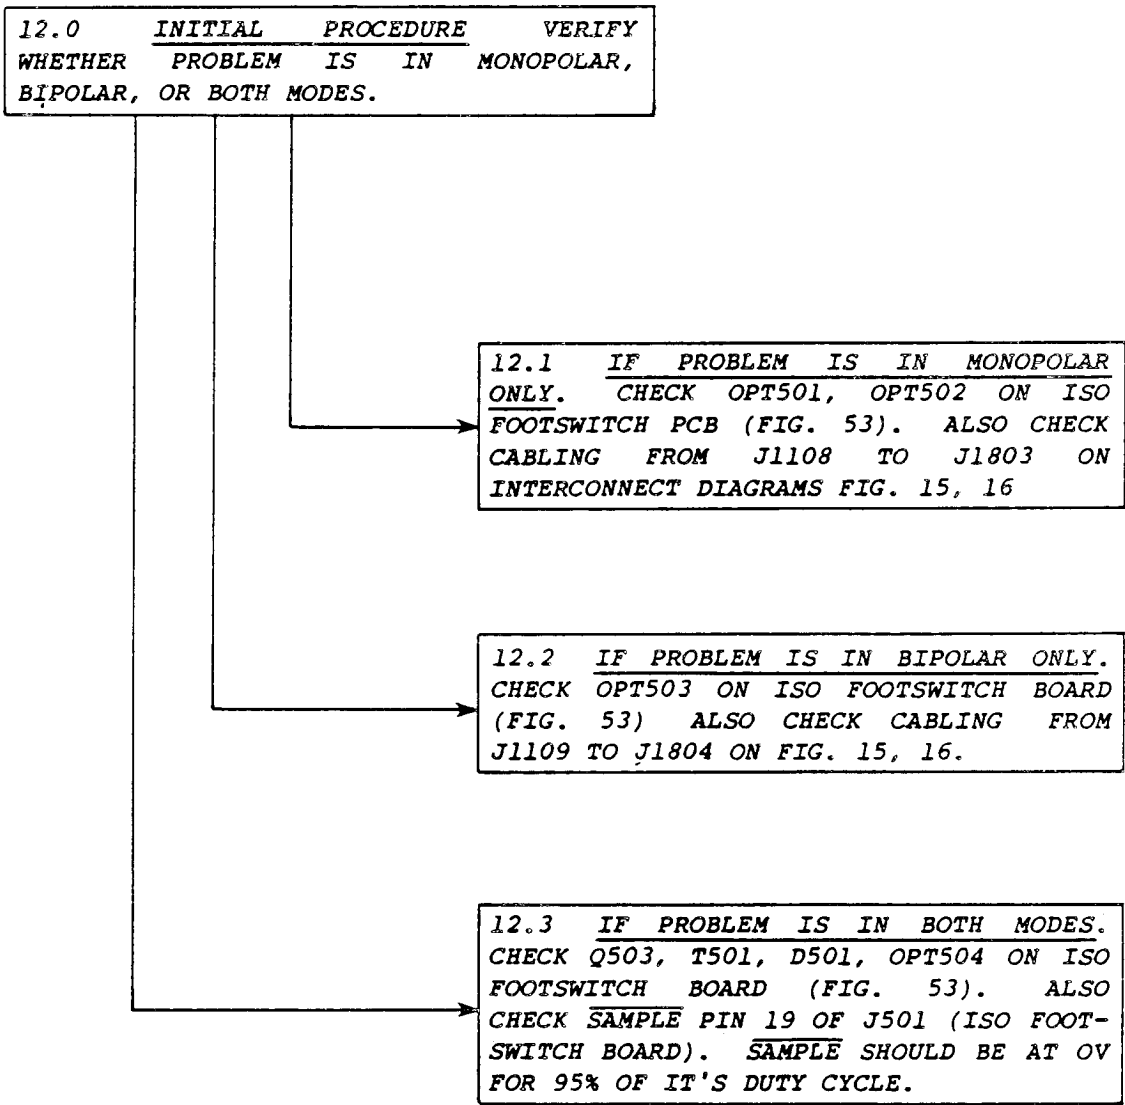 12.0 INITIAL PROCEDURE VERIFY
WHETHER PROBLEM IS IN MONOPOLAR,
BIPOLAR, OR BOTH MODES.
12.1 IF PROBLEM IS IN MONOPOLAR
ONLY. CHECK OPT501, OPT502 ON ISO
FOOTSWITCH PCB (FIG. 53). ALSO CHECK
CABLING FROM J1108 TO J1803 ON
INTERCONNECT DIAGRAMS FIG. 15, 16
12.2 IF PROBLEM IS IN BIPOLAR ONLY.
CHECK OPT503 ON ISO FOOTSWITCH BOARD
(FIG. 53) ALSO CHECK CABLING FROM
J1109 TO J1804 ON FIG. 15, 16.
12.3 IF PROBLEM IS IN BOTH MODES.
CHECK Q503, T501, D501, OPT504 ON ISO
FOOTSWITCH BOARD (FIG. 53). ALSO
CHECK S̅A̅M̅P̅L̅E̅ PIN 19 OF J501 (ISO FOOT-
SWITCH BOARD). S̅A̅M̅P̅L̅E̅ SHOULD BE AT OV
FOR 95% OF IT'S DUTY CYCLE.